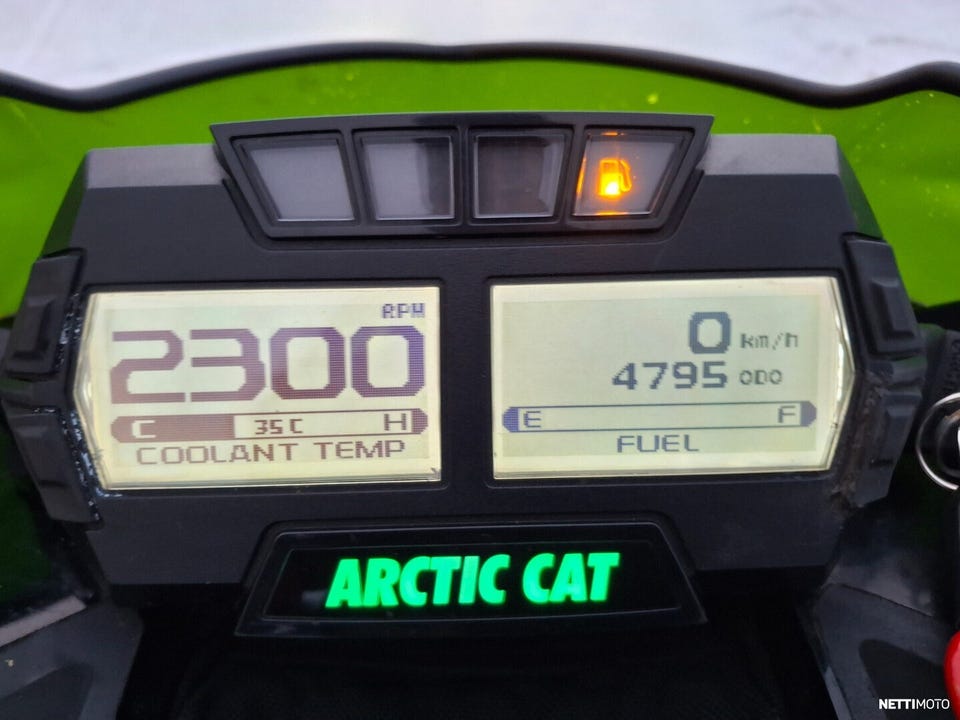 RPM
2300
C 35C H
COOLANT TEMP
0 km/h
4795 ODO
E F
FUEL
ARCTIC CAT
NETTIMOTO